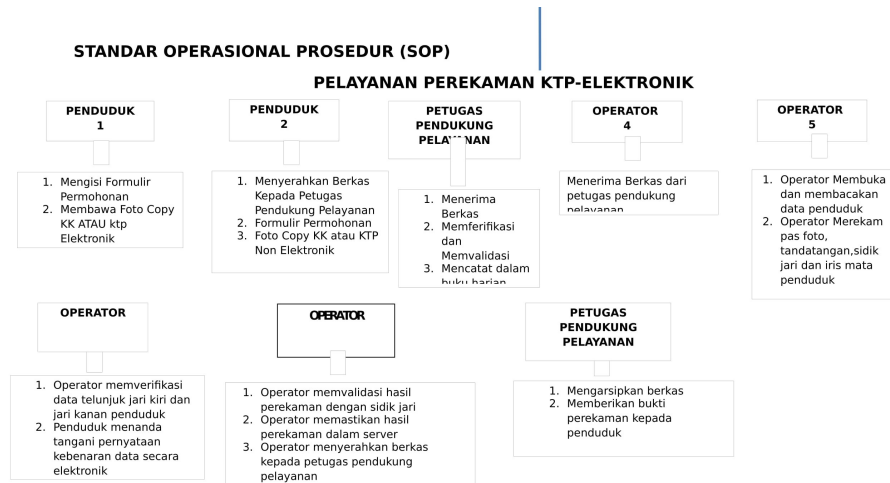 STANDAR OPERASIONAL PROSEDUR (SOP)
PELAYANAN PEREKAMAN KTP-ELEKTRONIK
PENDUDUK
1
PENDUDUK
2
PETUGAS
PENDUKUNG
PELAYANAN
OPERATOR
4
OPERATOR
5
1. Mengisi Formulir
Permohonan
2. Membawa Foto Copy
KK ATAU ktp
Elektronik
1. Menyerahkan Berkas
Kepada Petugas
Pendukung Pelayanan
2. Formulir Permohonan
3. Foto Copy KK atau KTP
Non Elektronik
1. Menerima
Berkas
2. Memferifikasi
dan
Memvalidasi
3. Mencatat dalam
buku harian
Menerima Berkas dari
petugas pendukung
pelayanan
1. Operator Membuka
dan membacakan
data penduduk
2. Operator Merekam
pas foto,
tandatangan,sidik
jari dan iris mata
penduduk
OPERATOR
OPERATOR
PETUGAS
PENDUKUNG
PELAYANAN
1. Operator memverifikasi
data telunjuk jari kiri dan
jari kanan penduduk
2. Penduduk menanda
tangani pernyataan
kebenaran data secara
elektronik
1. Operator memvalidasi hasil
perekaman dengan sidik jari
2. Operator memastikan hasil
perekaman dalam server
3. Operator menyerahkan berkas
kepada petugas pendukung
pelayanan
1. Mengarsipkan berkas
2. Memberikan bukti
perekaman kepada
penduduk